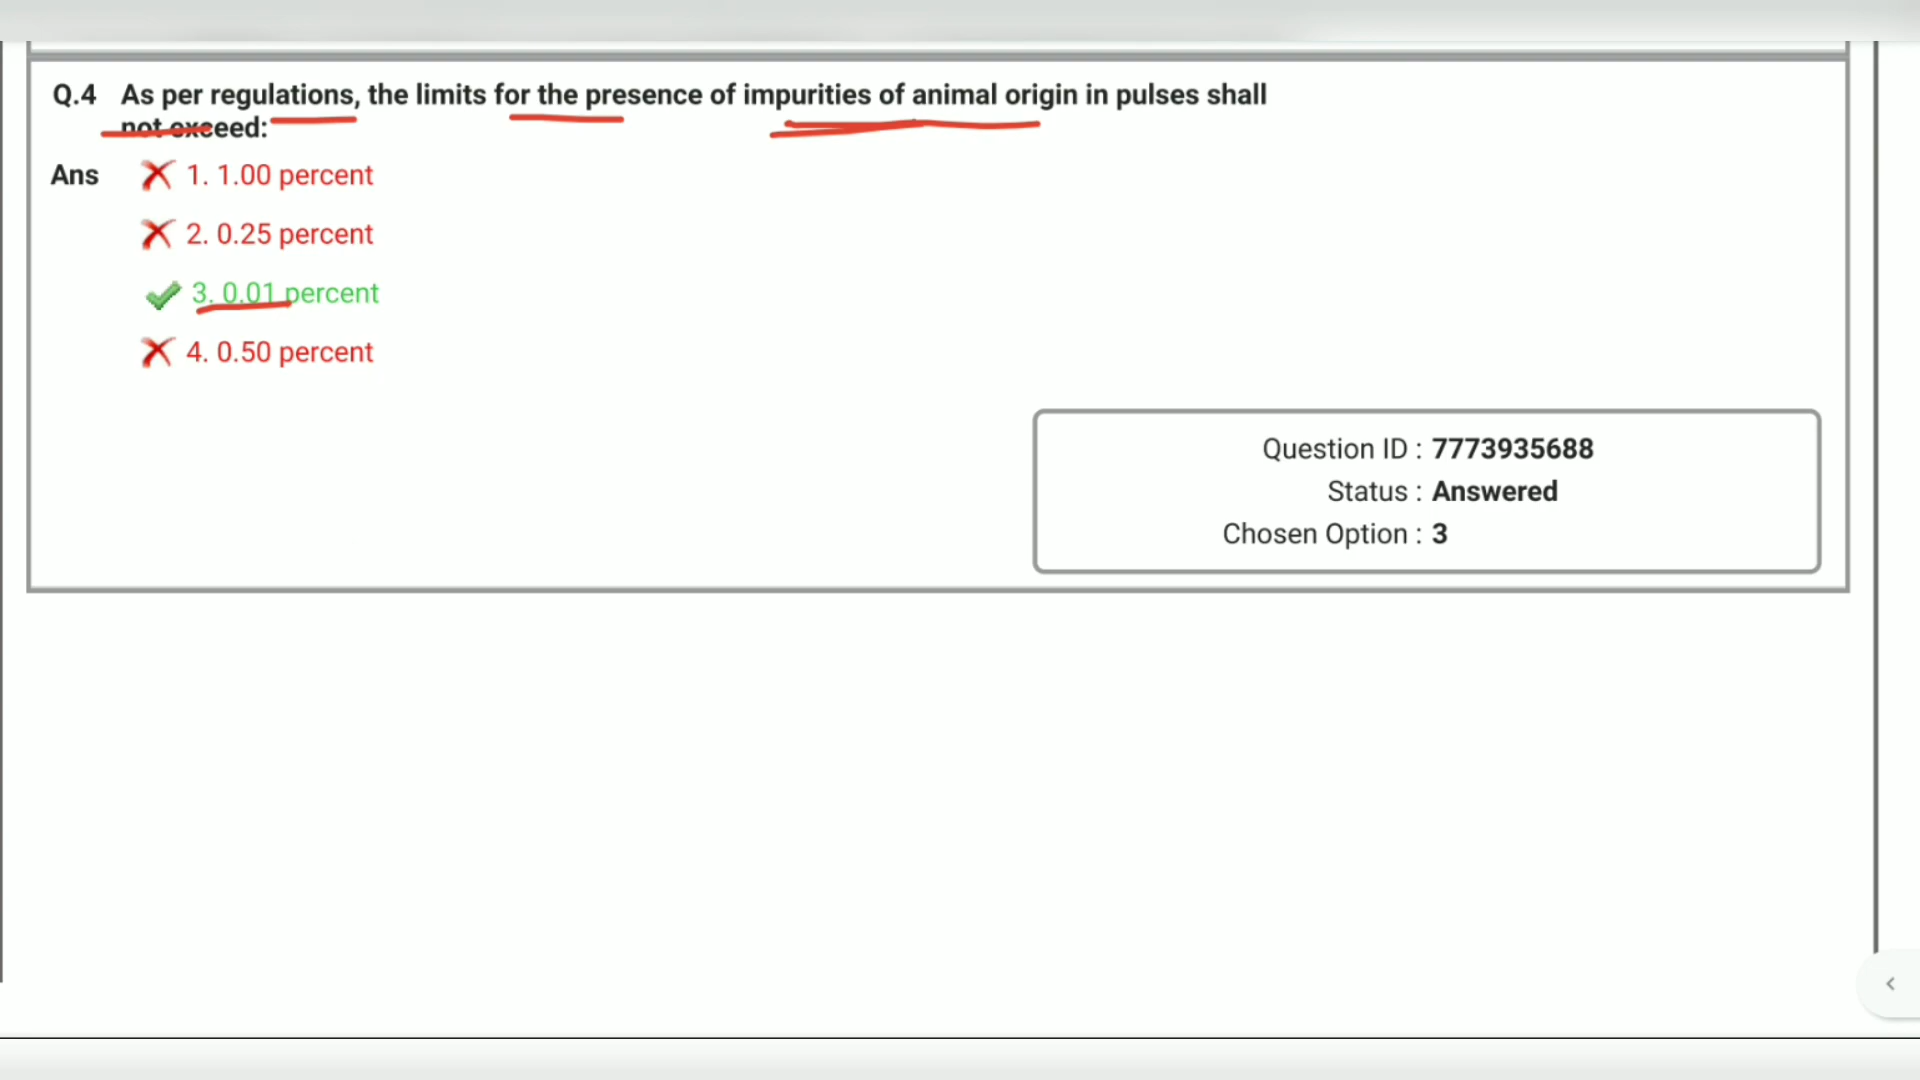 Q.4 As per regulations, the limits for the presence of impurities of animal origin in pulses shall
not exceed:
Ans 1. 1.00 percent
2. 0.25 percent
3. 0.01 percent
4. 0.50 percent
Question ID : 7773935688
Status : Answered
Chosen Option : 3